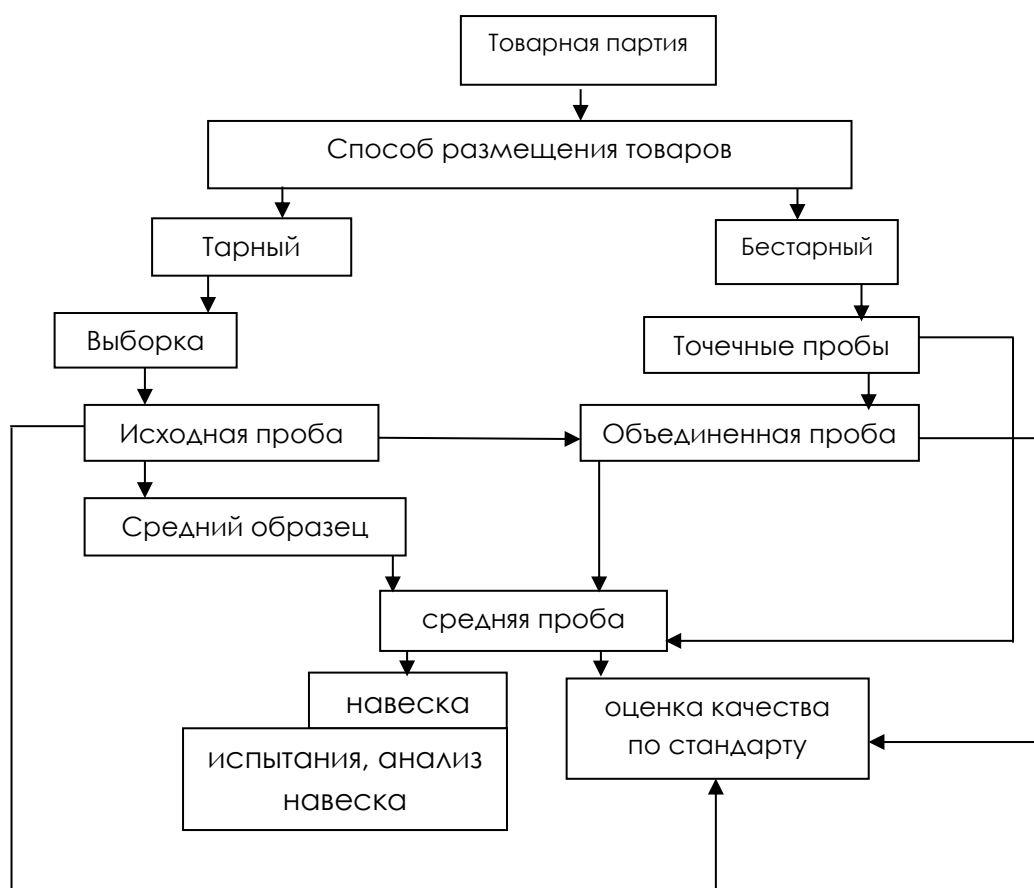 Товарная партия
Способ размещения товаров
Тарный
Бестарный
Выборка
Точечные пробы
Исходная проба
Объединенная проба
Средний образец
средняя проба
навеска
испытания, анализ
навеска
оценка качества
по стандарту